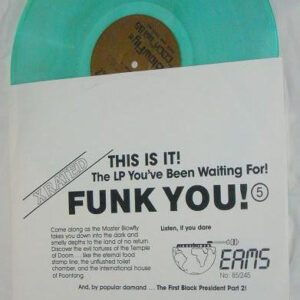 Blowfly
X RATED
THIS IS IT!
The LP You've Been Waiting For!
FUNK YOU! 5
Come along as the Master Blowfly
takes you down into the dark and
smelly depths to the land of no return.
Discover the evil tortures of the Temple
of Doom . . . like the eternal food
stamp line, the unflushed toilet
chamber, and the international house
of Poontang.
Listen, if you dare
EAMS
No. 85/245
And, by popular damand . . . The First Black President Part 2!